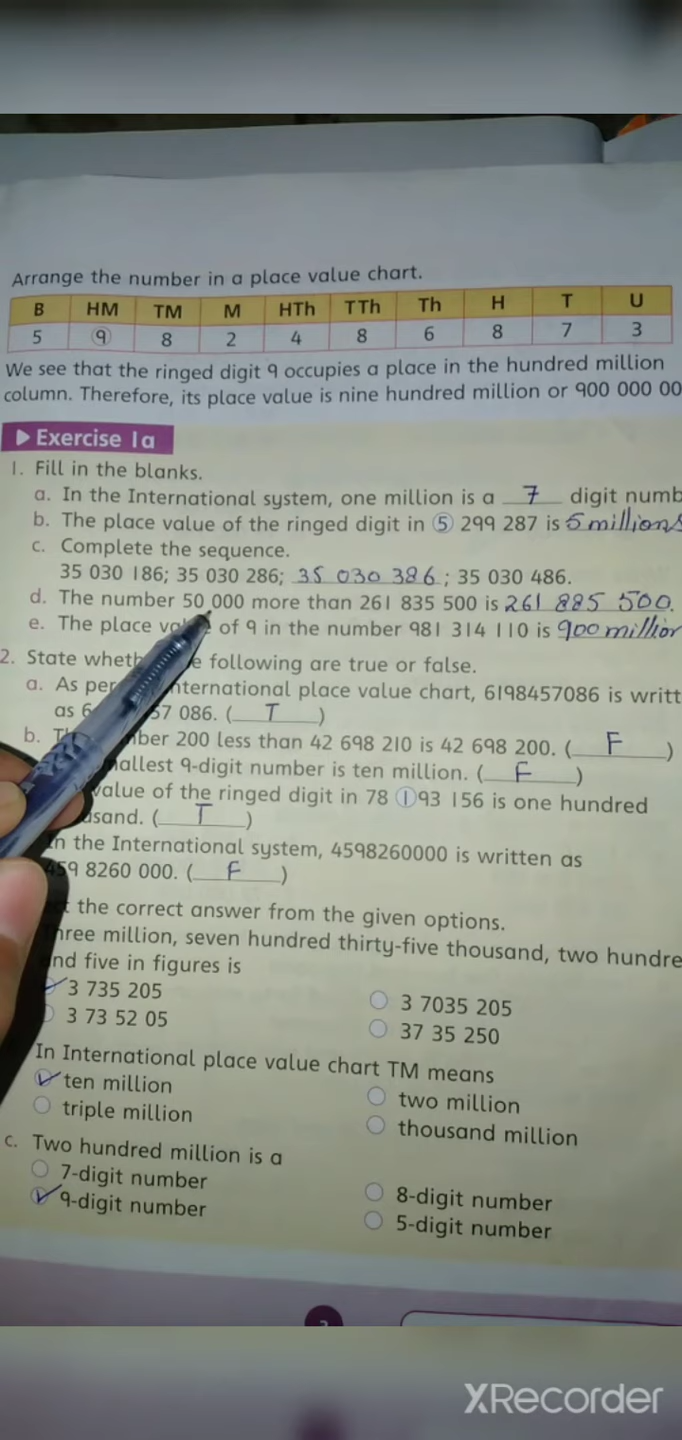 Arrange the number in a place value chart.
B HM TM M HTh TTh Th H T U
5 9 8 2 4 8 6 8 7 3
We see that the ringed digit 9 occupies a place in the hundred million
column. Therefore, its place value is nine hundred million or 900 000 00
Exercise 1a
1. Fill in the blanks.
a. In the International system, one million is a 7 digit numb
b. The place value of the ringed digit in 5 299 287 is 5 millions
c. Complete the sequence.
35 030 186; 35 030 286; 35 030 386; 35 030 486.
d. The number 50 000 more than 261 835 500 is 261 885 500.
e. The place of 9 in the number 981 314 110 is 900 million
2. State following are true or false.
a. As per International place value chart, 6198457086 is writt
as 57 086. (T)
b. 200 less than 42 698 210 is 42 698 200. (F)
9-digit number is ten million. (F)
value of the ringed digit in 78 1 93 156 is one hundred
(T)
In the International system, 4598260000 is written as
459 8260 000. (F)
the correct answer from the given options.
three million, seven hundred thirty-five thousand, two hundre
and five in figures is
3 735 205 3 7035 205
3 73 52 05 37 35 250
In International place value chart TM means
ten million two million
triple million thousand million
c. Two hundred million is a
7-digit number 8-digit number
9-digit number 5-digit number
XRecorder